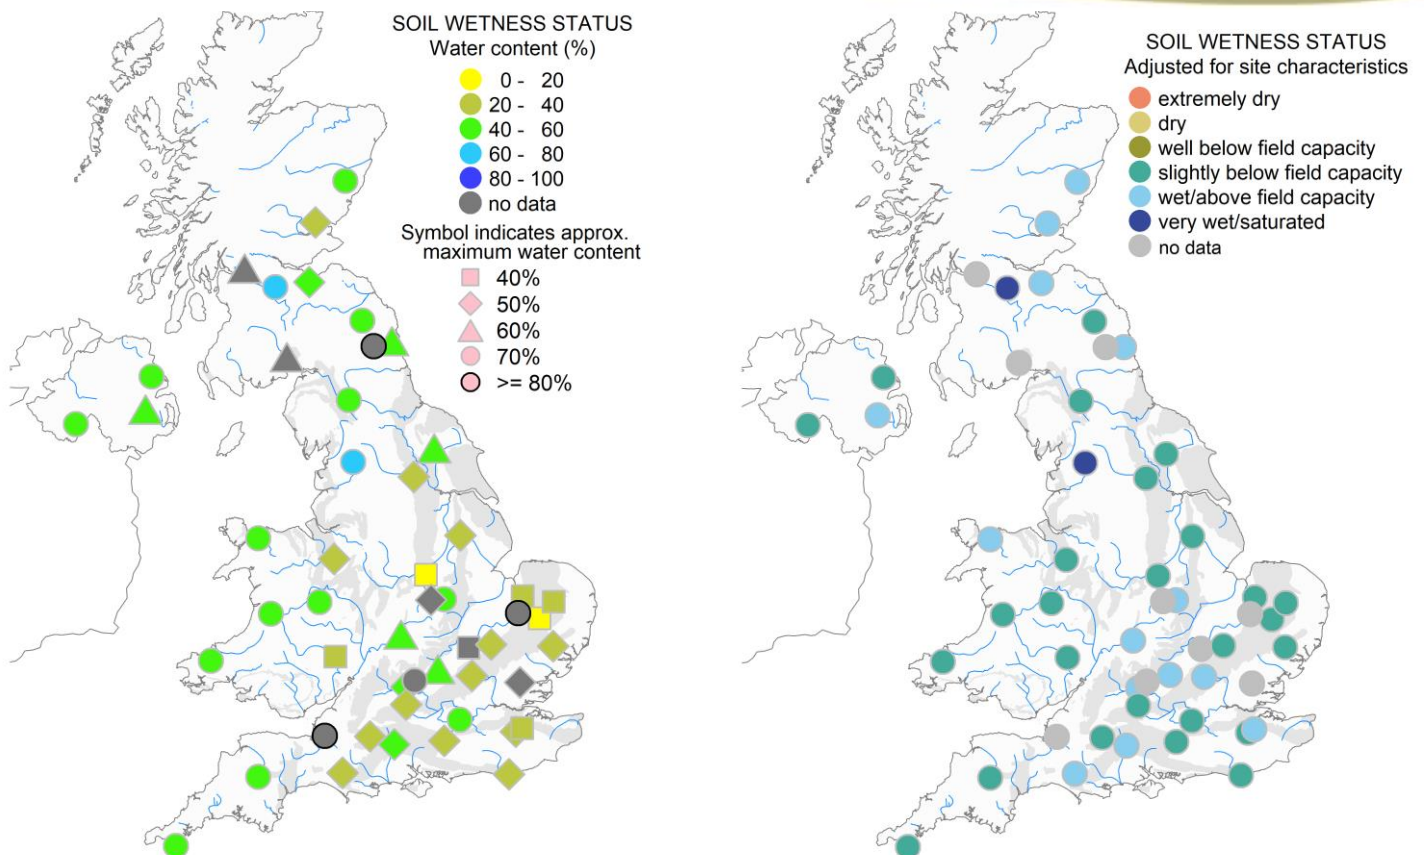 SOIL WETNESS STATUS
Water content (%)
0 - 20
20 - 40
40 - 60
60 - 80
80 - 100
no data
Symbol indicates approx.
maximum water content
40%
50%
60%
70%
>= 80%
SOIL WETNESS STATUS
Adjusted for site characteristics
extremely dry
dry
well below field capacity
slightly below field capacity
wet/above field capacity
very wet/saturated
no data